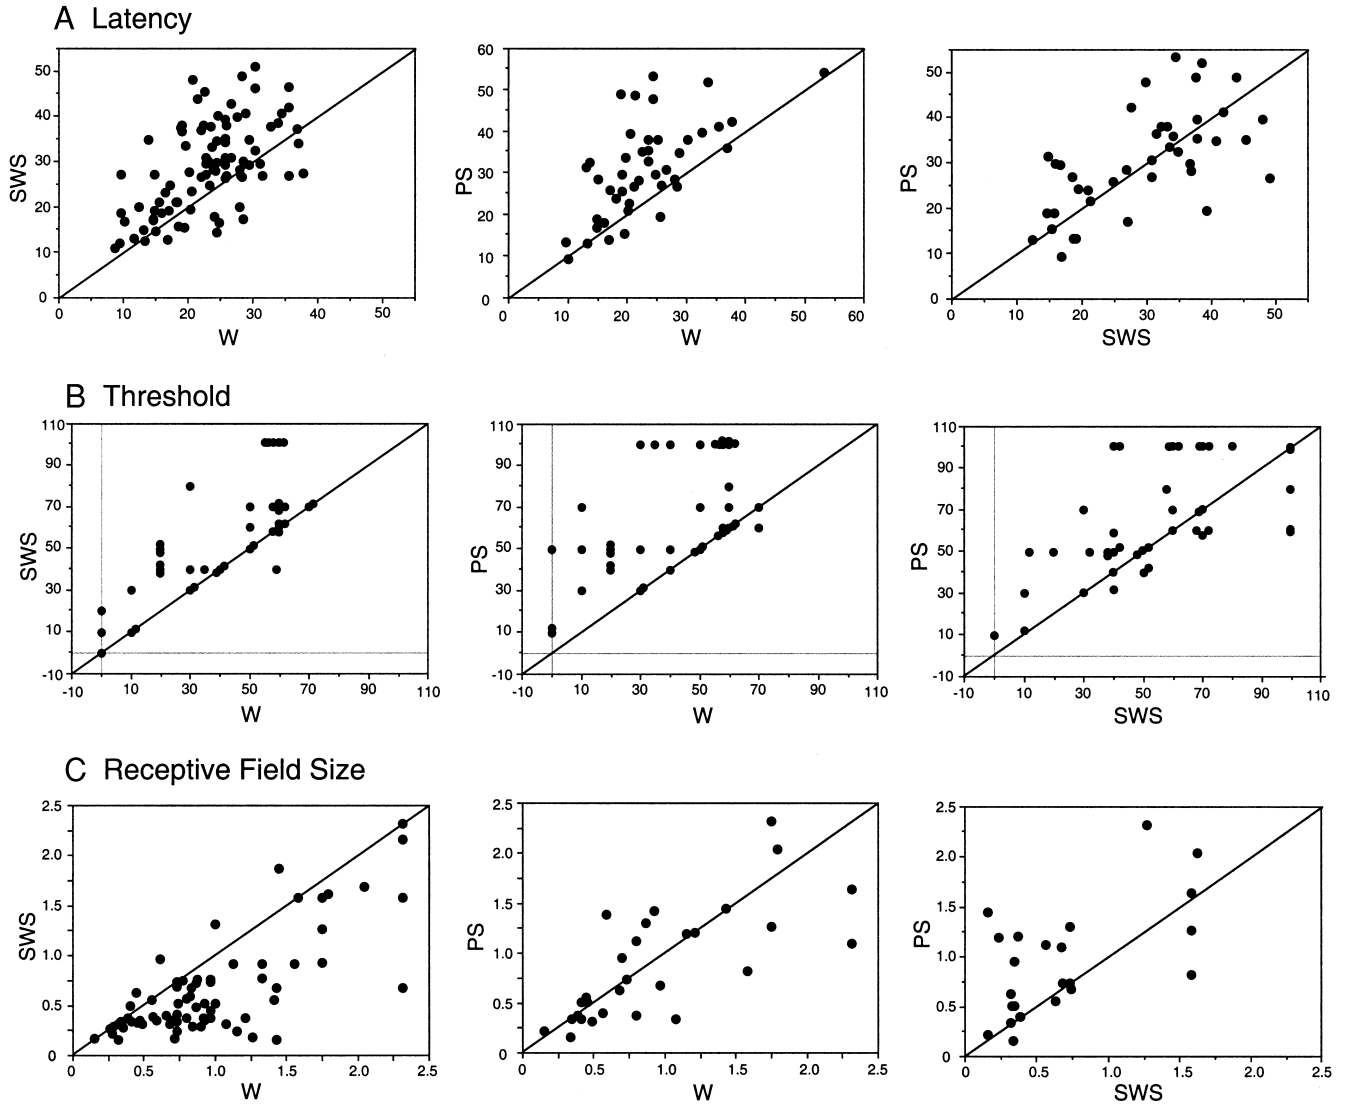 A Latency
50
40
30
20
10
0
SWS
0 10 20 30 40 50
W
60
50
40
30
20
10
0
PS
0 10 20 30 40 50 60
W
50
40
30
20
10
0
PS
0 10 20 30 40 50
SWS
B Threshold
110
90
70
50
30
10
-10
SWS
-10 10 30 50 70 90 110
W
110
90
70
50
30
10
-10
PS
-10 10 30 50 70 90 110
W
110
90
70
50
30
10
-10
PS
-10 10 30 50 70 90 110
SWS
C Receptive Field Size
2.5
2.0
1.5
1.0
0.5
0
SWS
0 0.5 1.0 1.5 2.0 2.5
W
2.5
2.0
1.5
1.0
0.5
0
PS
0 0.5 1.0 1.5 2.0 2.5
W
2.5
2.0
1.5
1.0
0.5
0
PS
0 0.5 1.0 1.5 2.0 2.5
SWS